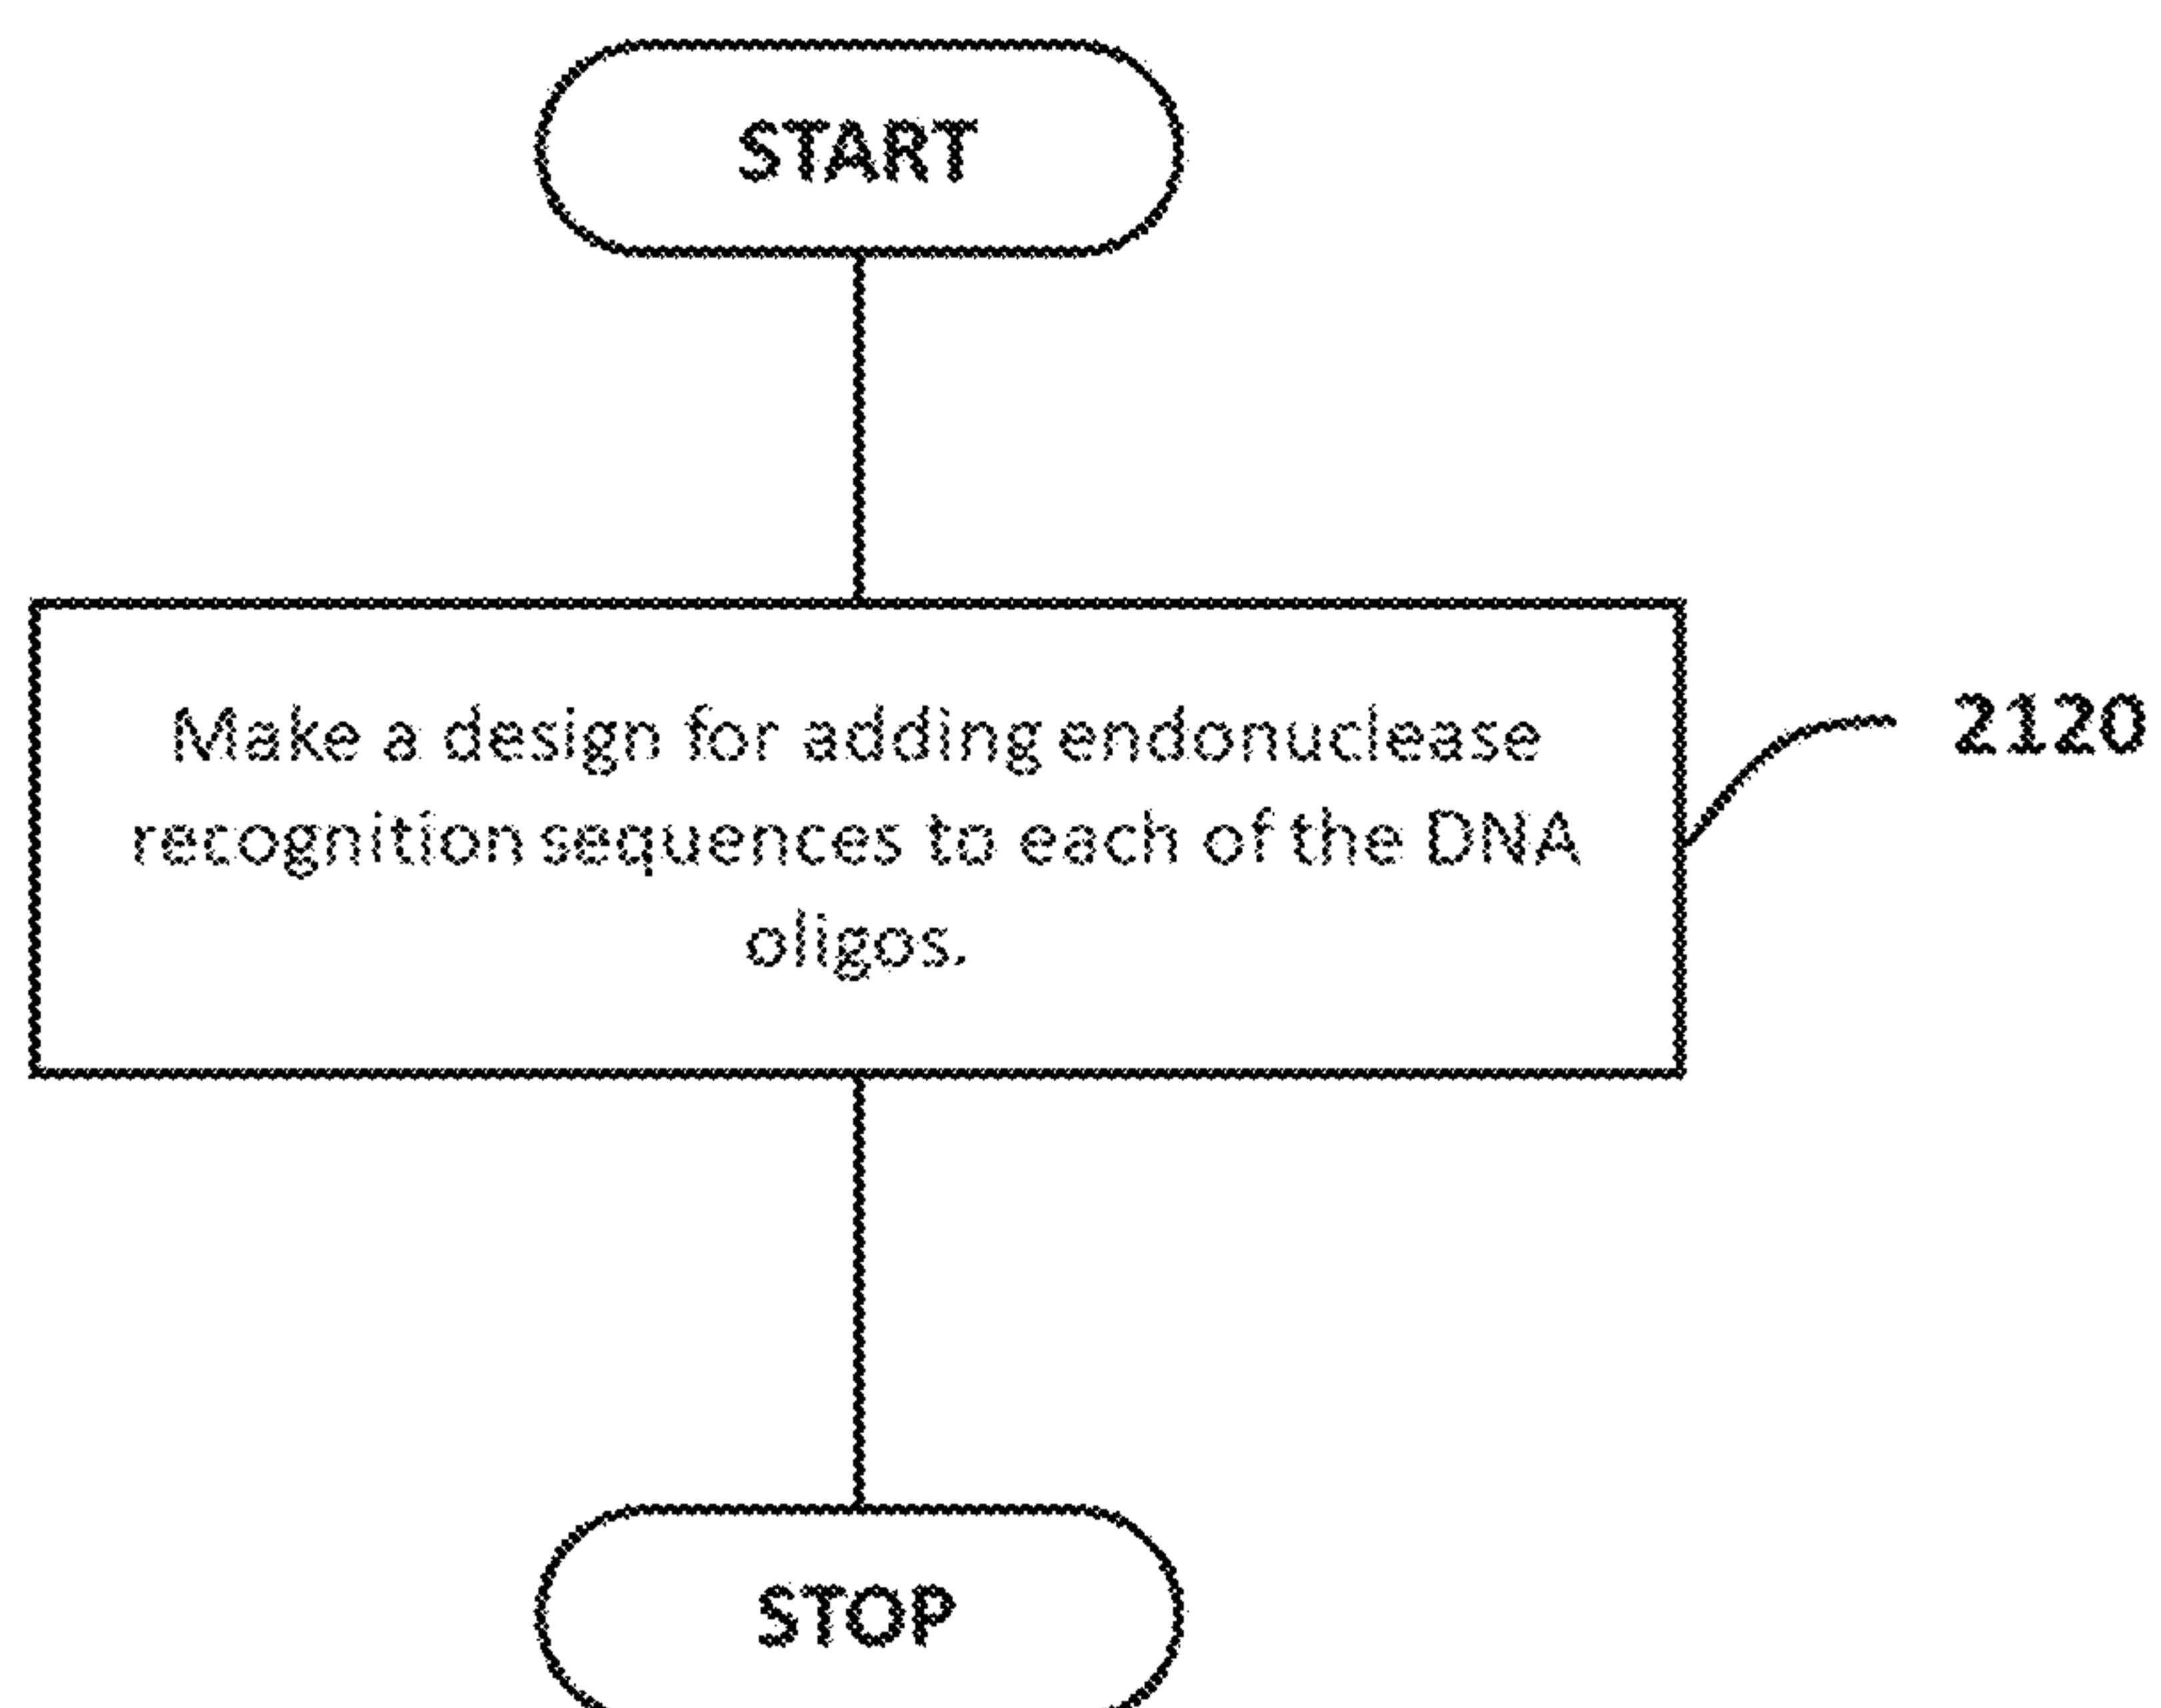 START
Make a design for adding endonuclease
2120
recognition sequences to each of the DNA
oligos.
STOP